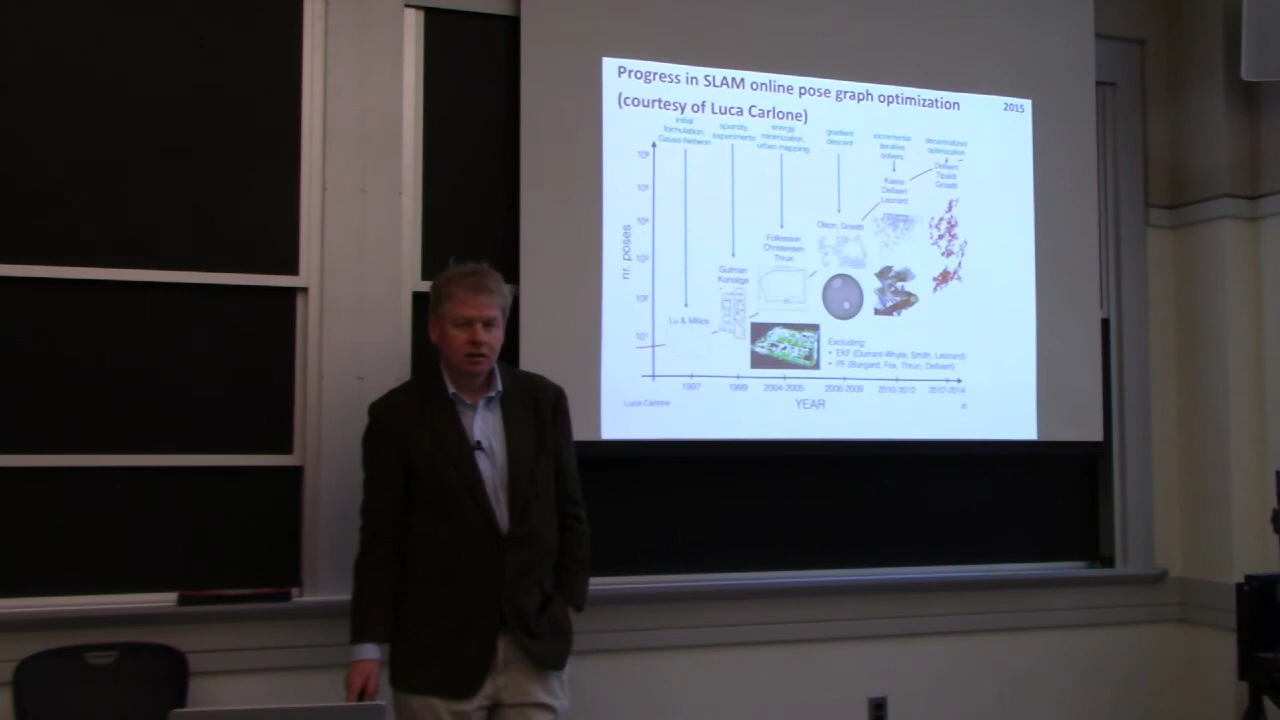 Progress in SLAM online pose graph optimization
(courtesy of Luca Carlone)
2015
initial
formulation,
Gauss-Newton
sparsity,
experiments
energy
minimization,
urban mapping
gradient
descent
incremental
iterative
solvers
decentralized
optimization
nr. poses
Lu & Milios
Gutman
Konolige
Folkesson
Christensen
Thrun
Olson, Grisetti
Kaess
Dellaert
Leonard
Dellaert
Tipaldi
Grisetti
Excluding:
• EKF (Durrant-Whyte, Smith, Leonard)
• PF (Burgard, Fox, Thrun, Dellaert)
1997
1999
2004-2005
2006-2009
2010-2012
2012-2014
YEAR
Luca Carlone